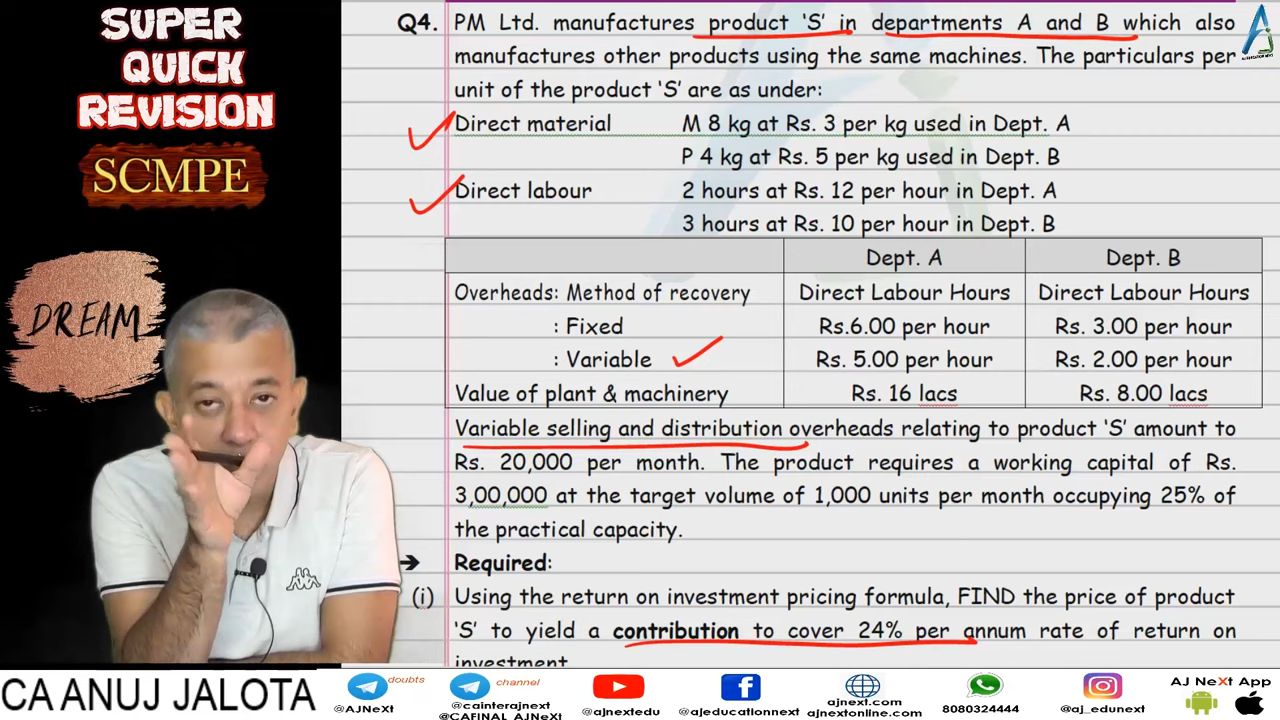 SUPER
QUICK
REVISION
SCMPE
DREAM
Q4. PM Ltd. manufactures product ‘S’ in departments A and B which also
manufactures other products using the same machines. The particulars per
unit of the product ‘S’ are as under:
Direct material M 8 kg at Rs. 3 per kg used in Dept. A
P 4 kg at Rs. 5 per kg used in Dept. B
Direct labour 2 hours at Rs. 12 per hour in Dept. A
3 hours at Rs. 10 per hour in Dept. B
Dept. A Dept. B
Overheads: Method of recovery Direct Labour Hours Direct Labour Hours
: Fixed Rs.6.00 per hour Rs. 3.00 per hour
: Variable Rs. 5.00 per hour Rs. 2.00 per hour
Value of plant & machinery Rs. 16 lacs Rs. 8.00 lacs
Variable selling and distribution overheads relating to product ‘S’ amount to
Rs. 20,000 per month. The product requires a working capital of Rs.
3,00,000 at the target volume of 1,000 units per month occupying 25% of
the practical capacity.
➔ Required:
(i) Using the return on investment pricing formula, FIND the price of product
‘S’ to yield a contribution to cover 24% per annum rate of return on
investment
CA ANUJ JALOTA
doubts
@AJNeXt
channel
@cainterajnext
@CAFINAL_AJNeXt
@ajnextedu
@ajeducationnext
ajnext.com
ajnextonline.com
8080324444
@aj_edunext
AJ NeXt App